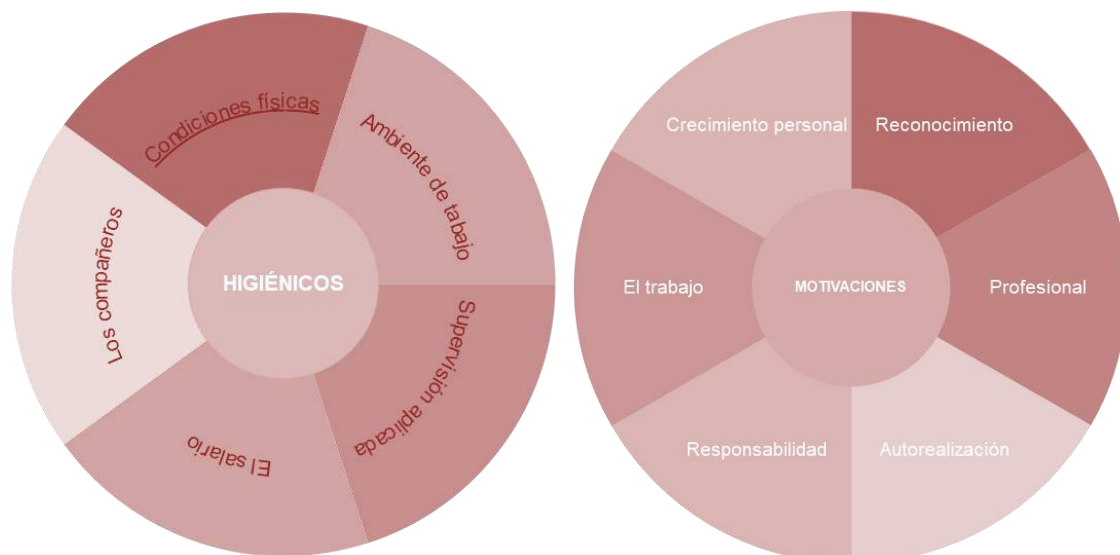 Condiciones físicas
Ambiente de tabajo
Supervisión aplicada
El salario
Los compañeros
HIGIÉNICOS
Crecimiento personal
Reconocimiento
El trabajo
MOTIVACIONES
Profesional
Responsabilidad
Autorealización